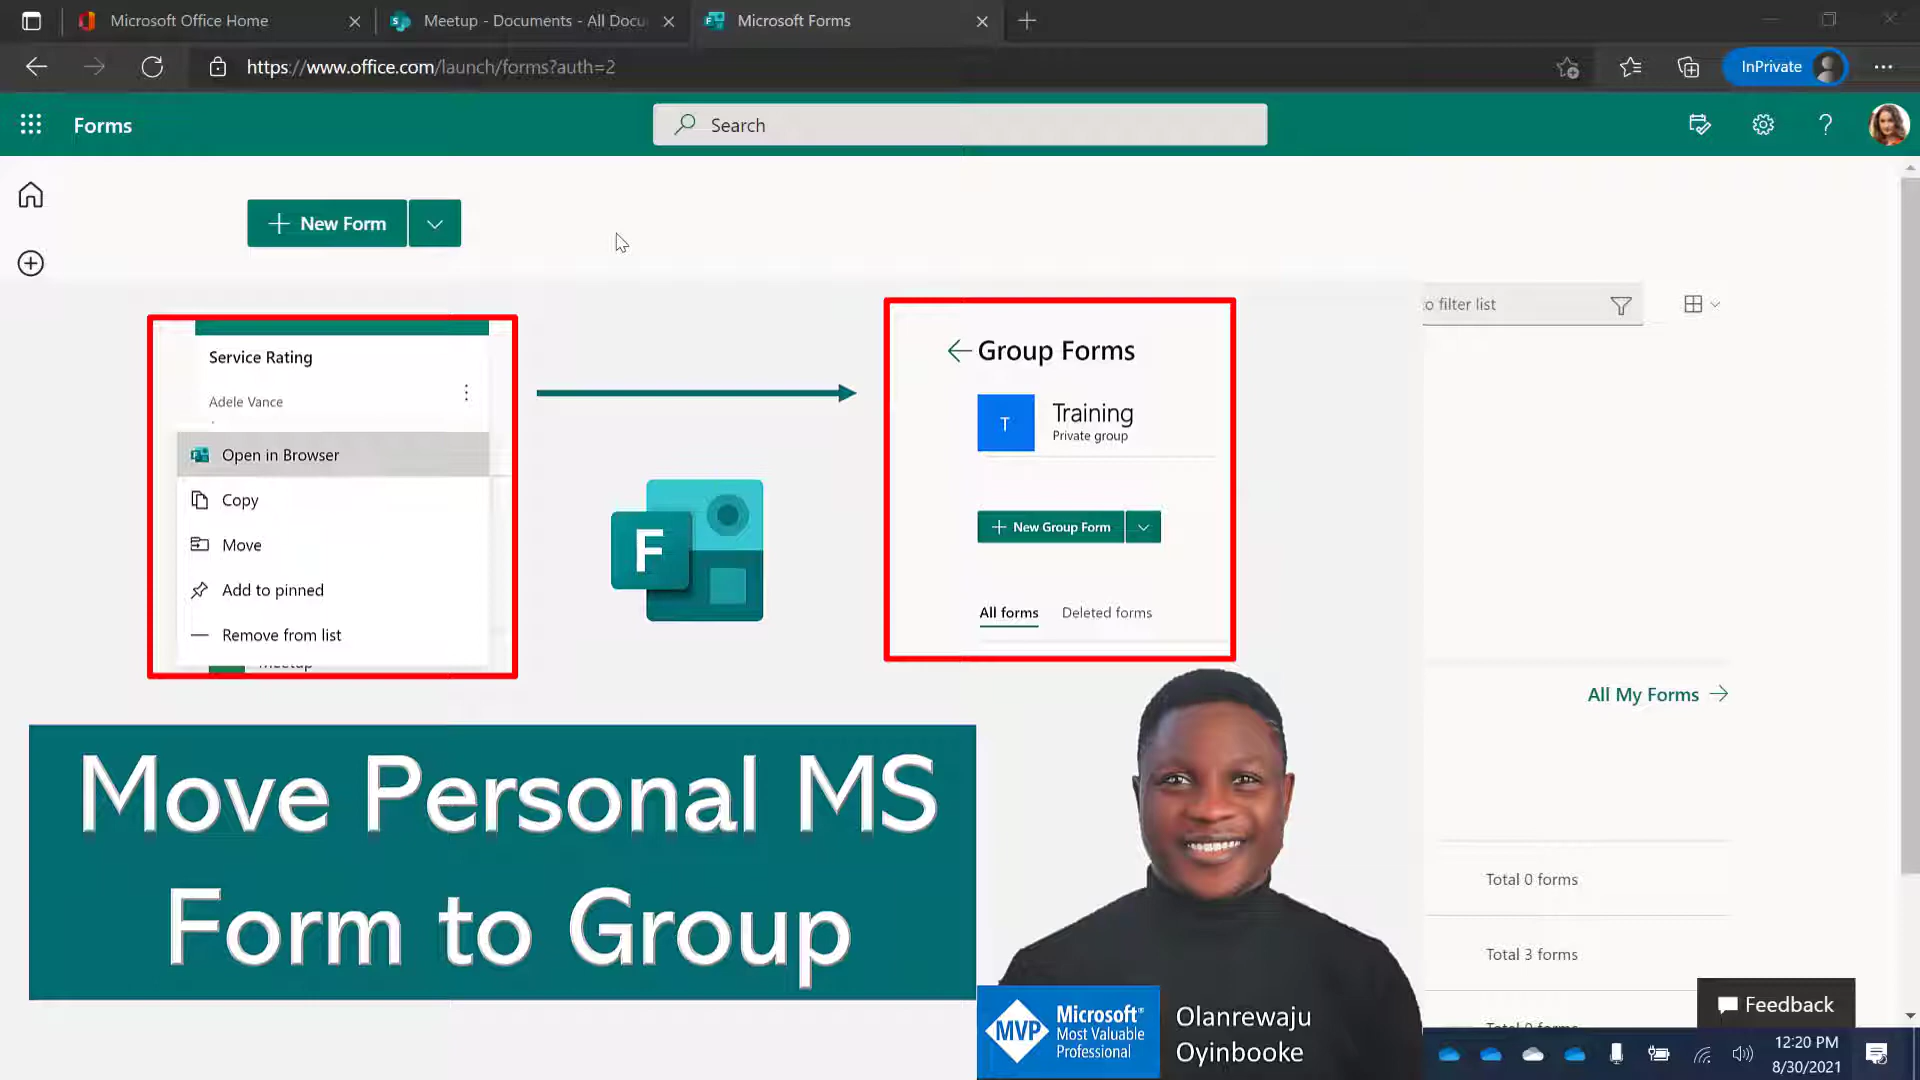 Microsoft Office Home
Meetup - Documents - All Docu
Microsoft Forms
https://www.office.com/launch/forms?auth=2
InPrivate
Forms
Search
?
New Form
o filter list
Service Rating
Adele Vance
Open in Browser
Copy
Move
Add to pinned
Remove from list
Meetup
F
Group Forms
T
Training
Private group
New Group Form
All forms
Deleted forms
All My Forms
Move Personal MS
Form to Group
Total 0 forms
Total 3 forms
Feedback
MVP
Microsoft®
Most Valuable
Professional
Olanrewaju
Oyinbooke
12:20 PM
8/30/2021